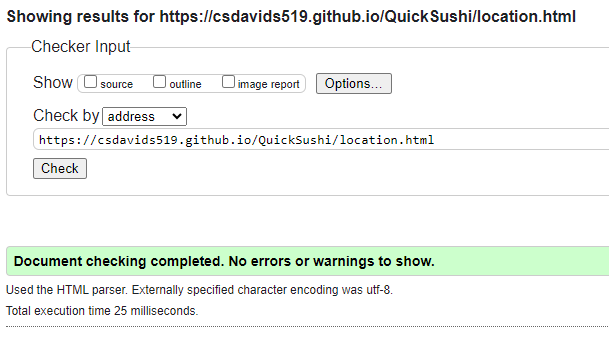 Showing results for https://csdavids519.github.io/QuickSushi/location.html
Checker Input
Show source outline image report Options...
Check by address
https://csdavids519.github.io/QuickSushi/location.html
Check
Document checking completed. No errors or warnings to show.
Used the HTML parser. Externally specified character encoding was utf-8.
Total execution time 25 milliseconds.